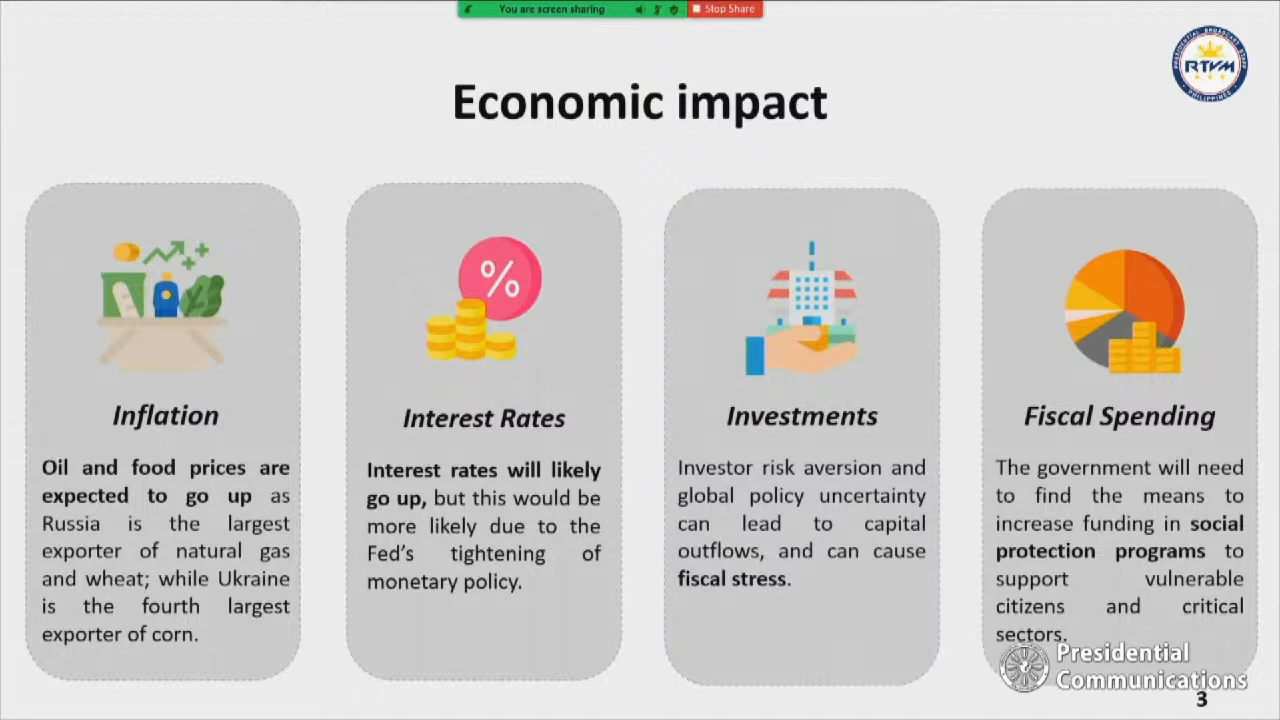 You are screen sharing
Stop Share
PRESIDENTIAL BROADCAST STAFF
RTVM
PHILIPPINES
Economic impact
%
Inflation
Oil and food prices are
expected to go up as
Russia is the largest
exporter of natural gas
and wheat; while Ukraine
is the fourth largest
exporter of corn.
Interest Rates
Interest rates will likely
go up, but this would be
more likely due to the
Fed's tightening of
monetary policy.
Investments
Investor risk aversion and
global policy uncertainty
can lead to capital
outflows, and can cause
fiscal stress.
Fiscal Spending
The government will need
to find the means to
increase funding in social
protection programs to
support vulnerable
citizens and critical
sectors.
Presidential
Communications
3